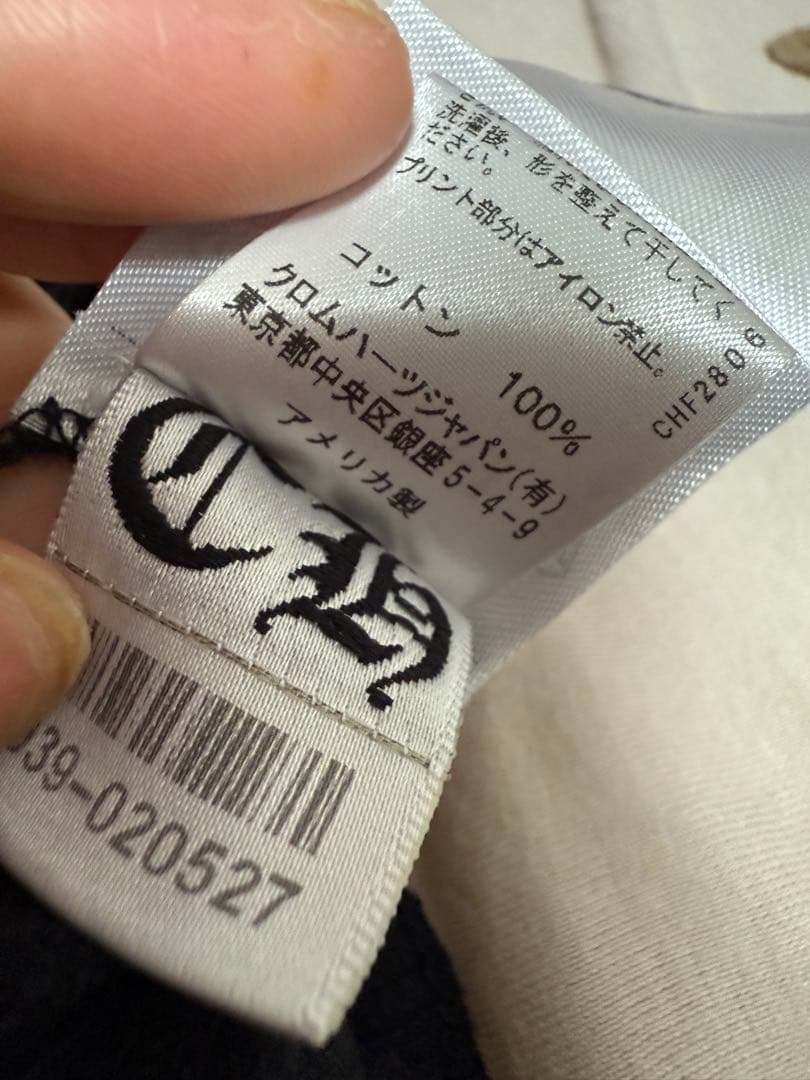 洗濯後、形を整えて干してく
ださい。
プリント部分はアイロン禁止。
CHF2806
コットン 100%
クロムハーツジャパン(有)
東京都中央区銀座5-4-9
アメリカ製
CH
39-020527